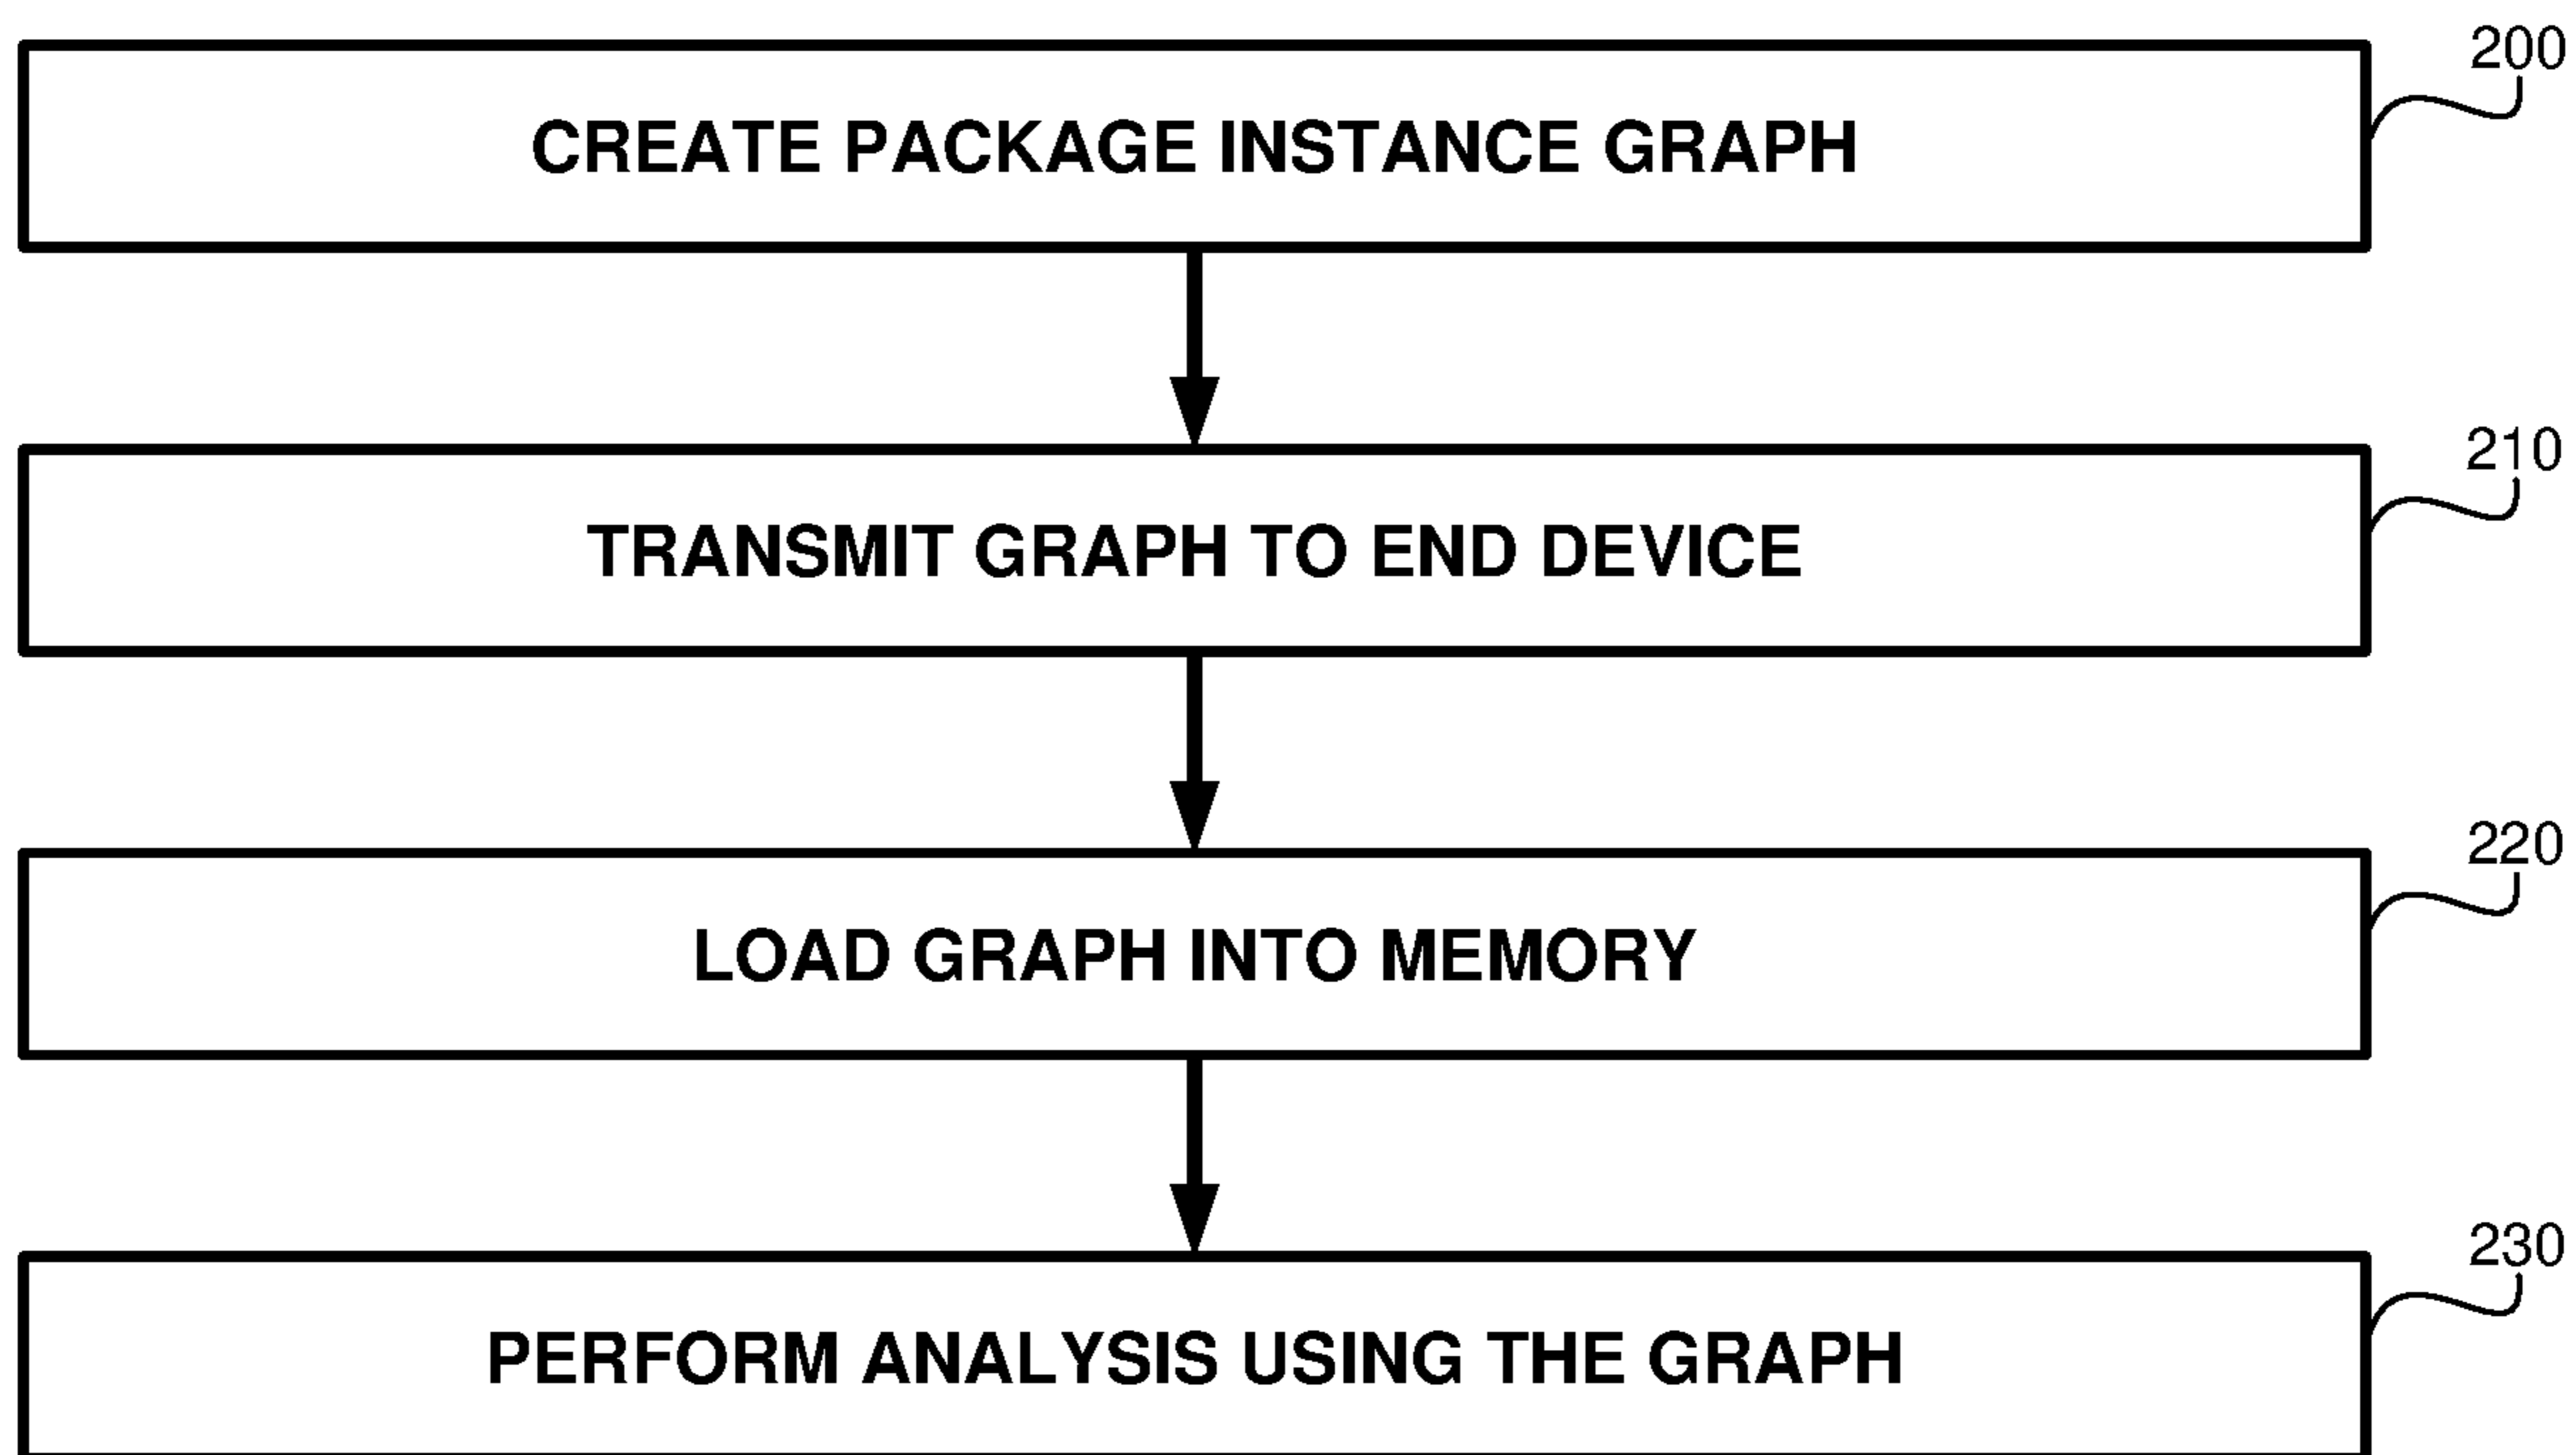 200
CREATE PACKAGE INSTANCE GRAPH
210
TRANSMIT GRAPH TO END DEVICE
220
LOAD GRAPH INTO MEMORY
230
PERFORM ANALYSIS USING THE GRAPH